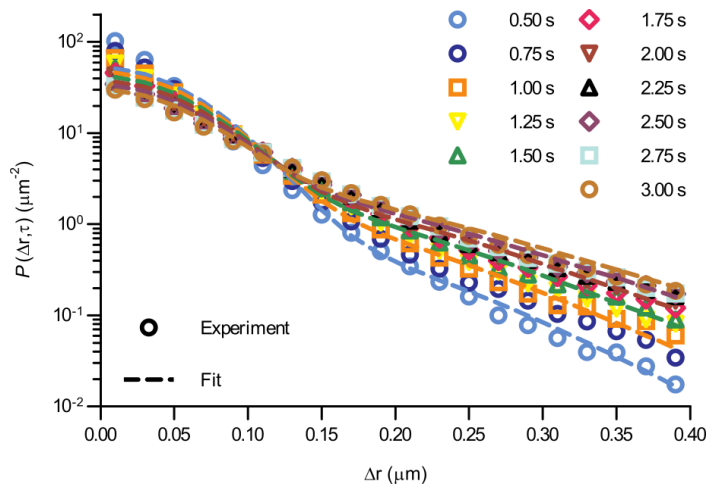 0.50 s 1.75 s
0.75 s 2.00 s
1.00 s 2.25 s
1.25 s 2.50 s
1.50 s 2.75 s
3.00 s
10²
10¹
10⁰
10⁻¹
10⁻²
P (Δr,τ) (μm⁻²)
Experiment
Fit
0.00 0.05 0.10 0.15 0.20 0.25 0.30 0.35 0.40
Δr (μm)